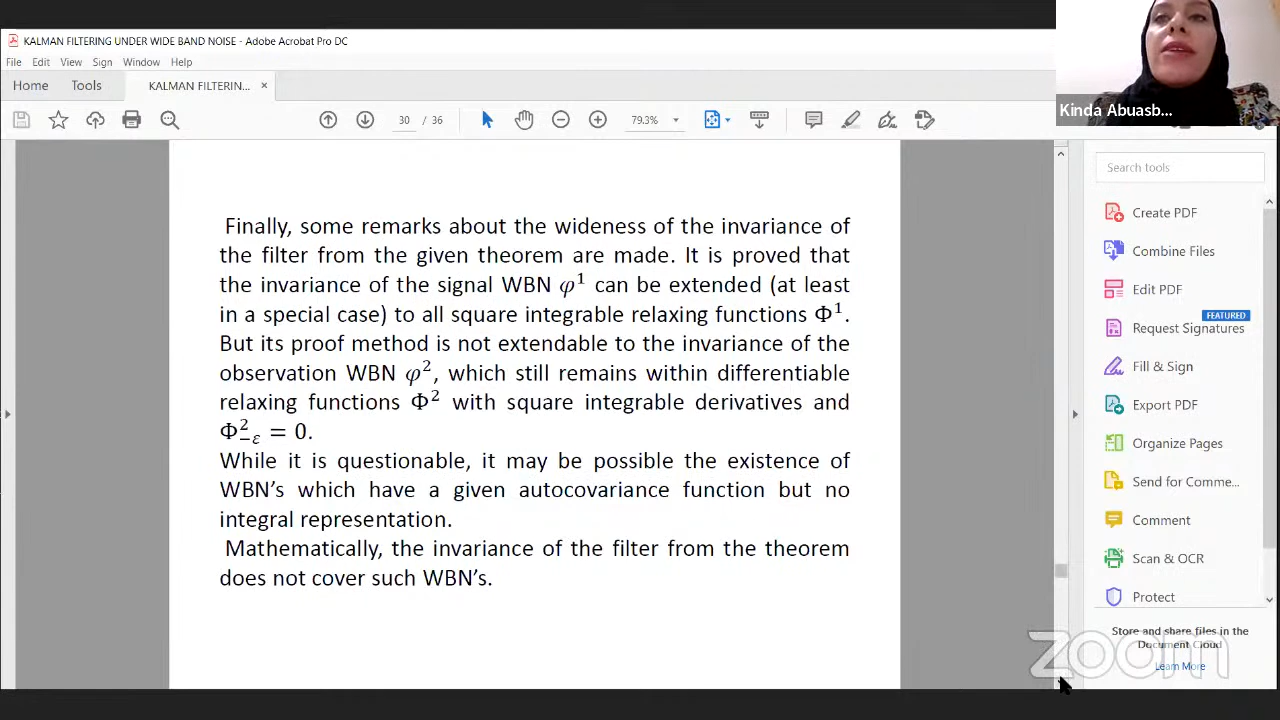 KALMAN FILTERING UNDER WIDE BAND NOISE - Adobe Acrobat Pro DC
File Edit View Sign Window Help
Home Tools KALMAN FILTERIN... ×
30 / 36 79.3%
Kinda Abuasb...
Finally, some remarks about the wideness of the invariance of
the filter from the given theorem are made. It is proved that
the invariance of the signal WBN φ¹ can be extended (at least
in a special case) to all square integrable relaxing functions Φ¹.
But its proof method is not extendable to the invariance of the
observation WBN φ², which still remains within differentiable
relaxing functions Φ² with square integrable derivatives and
Φ²₋ε = 0.
While it is questionable, it may be possible the existence of
WBN's which have a given autocovariance function but no
integral representation.
Mathematically, the invariance of the filter from the theorem
does not cover such WBN's.
Search tools
Create PDF
Combine Files
Edit PDF
FEATURED
Request Signatures
Fill & Sign
Export PDF
Organize Pages
Send for Comme...
Comment
Scan & OCR
Protect
Store and share files in the
Document Cloud
Learn More
zoom